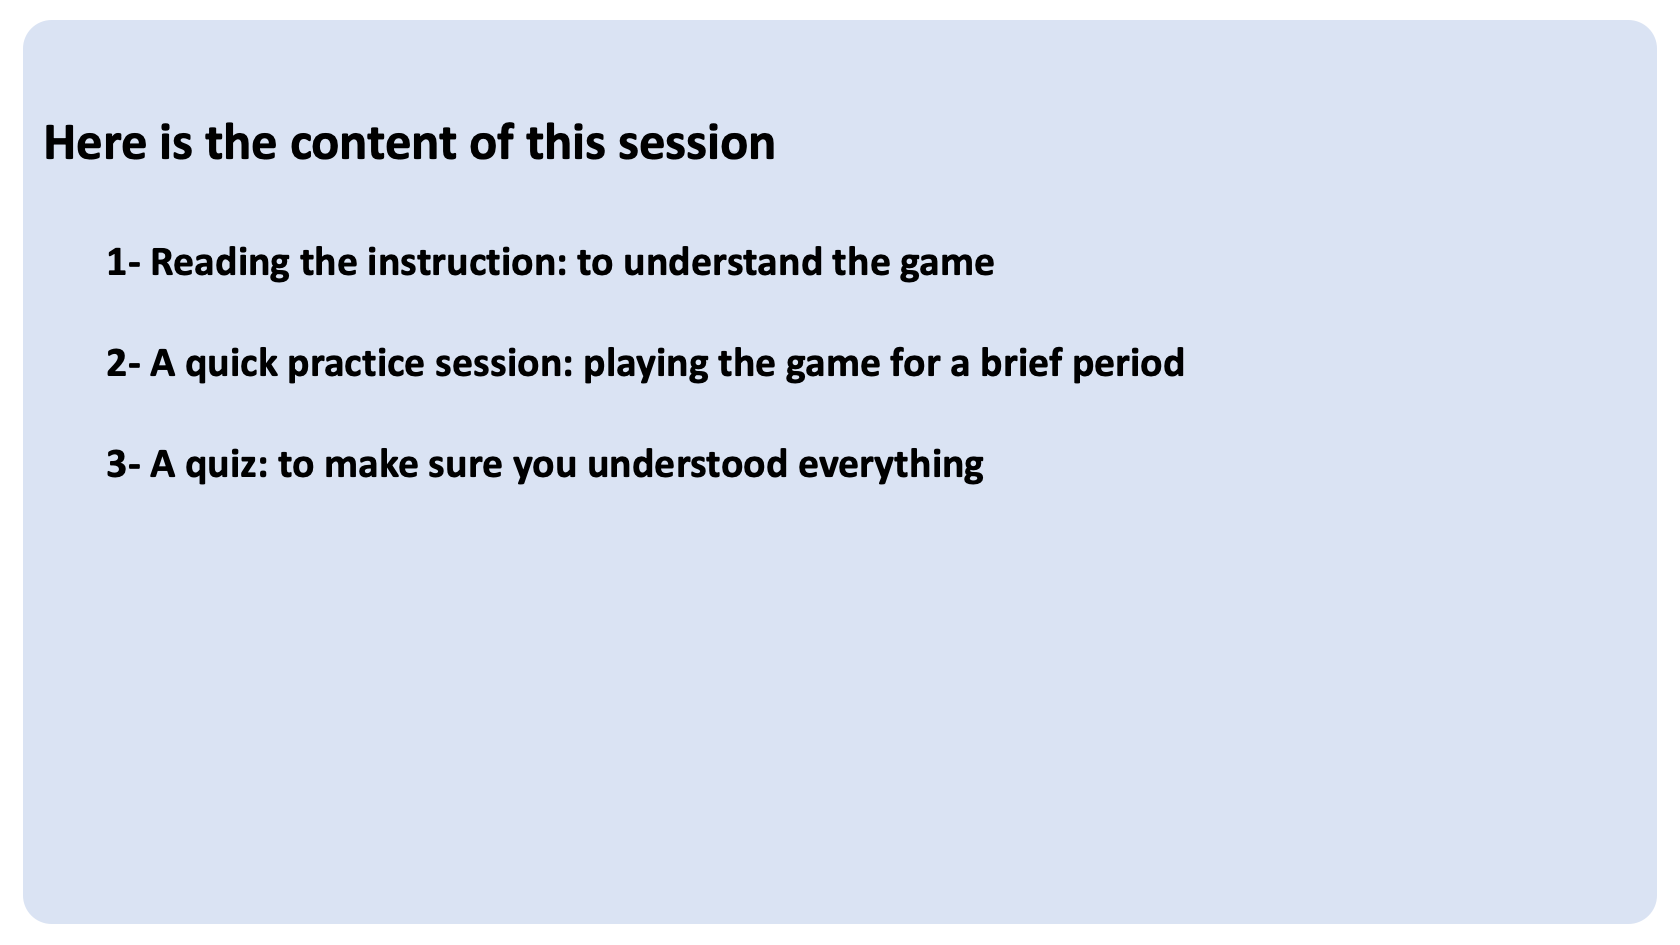 Here is the content of this session
1- Reading the instruction: to understand the game
2- A quick practice session: playing the game for a brief period
3- A quiz: to make sure you understood everything